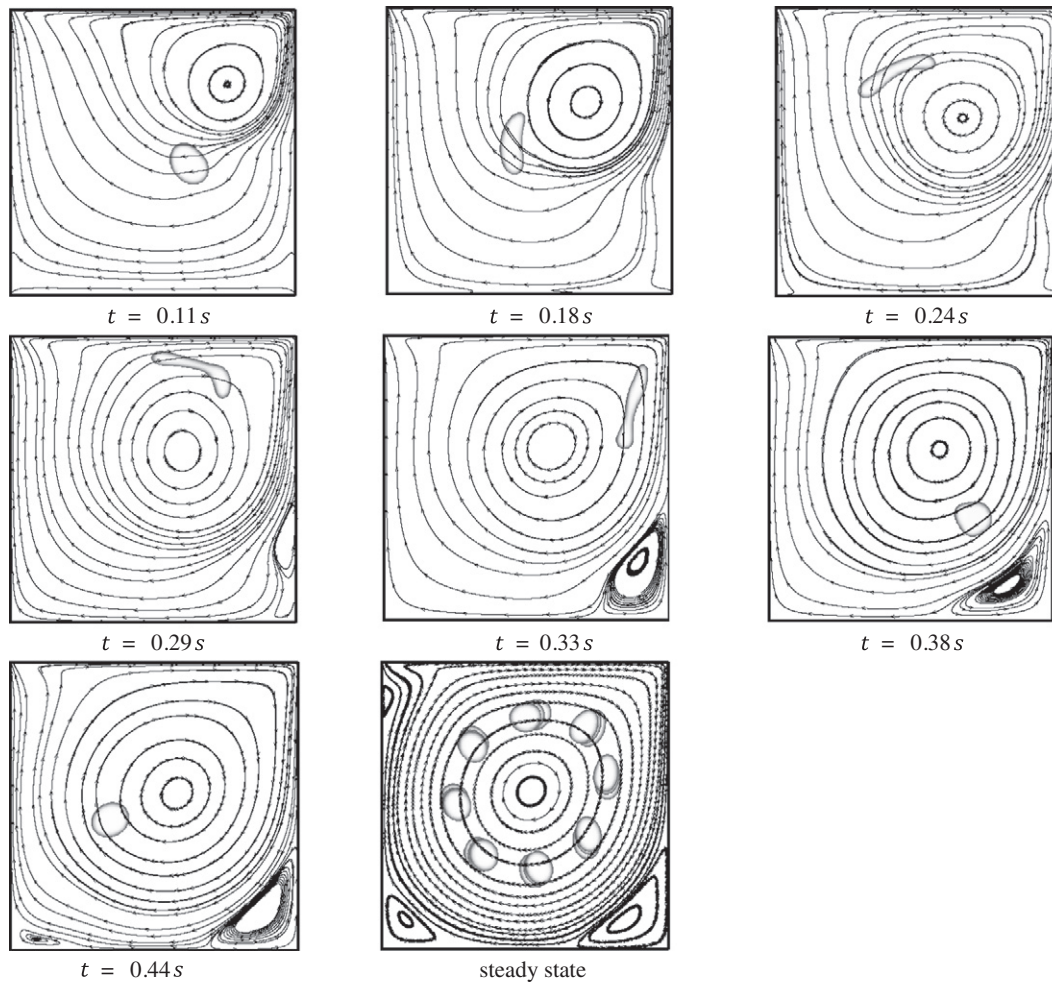 t = 0.11 s
t = 0.18 s
t = 0.24 s
t = 0.29 s
t = 0.33 s
t = 0.38 s
t = 0.44 s
steady state